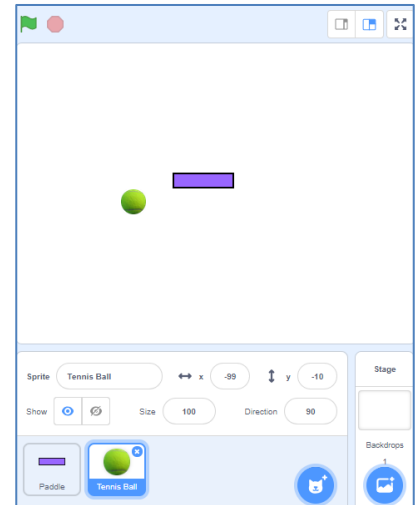 Sprite Tennis Ball x -99 y -10
Show Size 100 Direction 90
Stage
Backdrops
1
Paddle
Tennis Ball